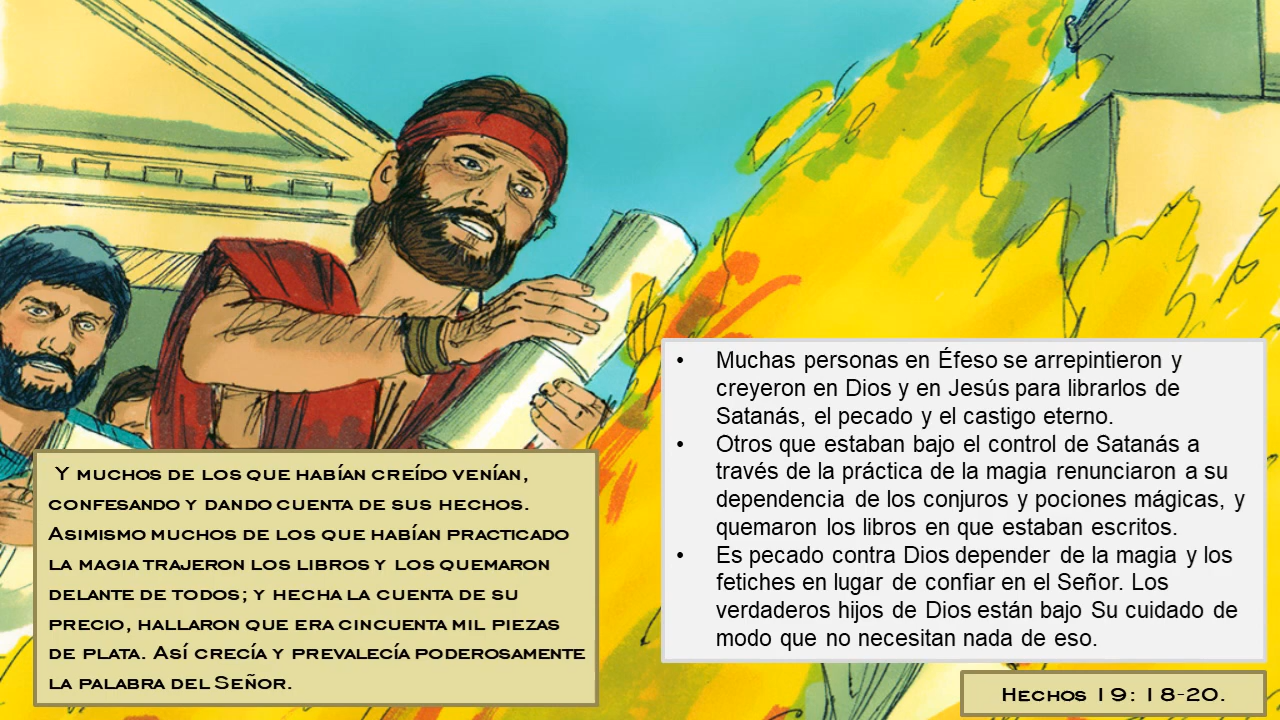 Y muchos de los que habían creído venían,
confesando y dando cuenta de sus hechos.
Asimismo muchos de los que habían practicado
la magia trajeron los libros y los quemaron
delante de todos; y hecha la cuenta de su
precio, hallaron que era cincuenta mil piezas
de plata. Así crecía y prevalecía poderosamente
la palabra del Señor.
• Muchas personas en Éfeso se arrepintieron y
creyeron en Dios y en Jesús para librarlos de
Satanás, el pecado y el castigo eterno.
• Otros que estaban bajo el control de Satanás a
través de la práctica de la magia renunciaron a su
dependencia de los conjuros y pociones mágicas, y
quemaron los libros en que estaban escritos.
• Es pecado contra Dios depender de la magia y los
fetiches en lugar de confiar en el Señor. Los
verdaderos hijos de Dios están bajo Su cuidado de
modo que no necesitan nada de eso.
Hechos 19: 18-20.